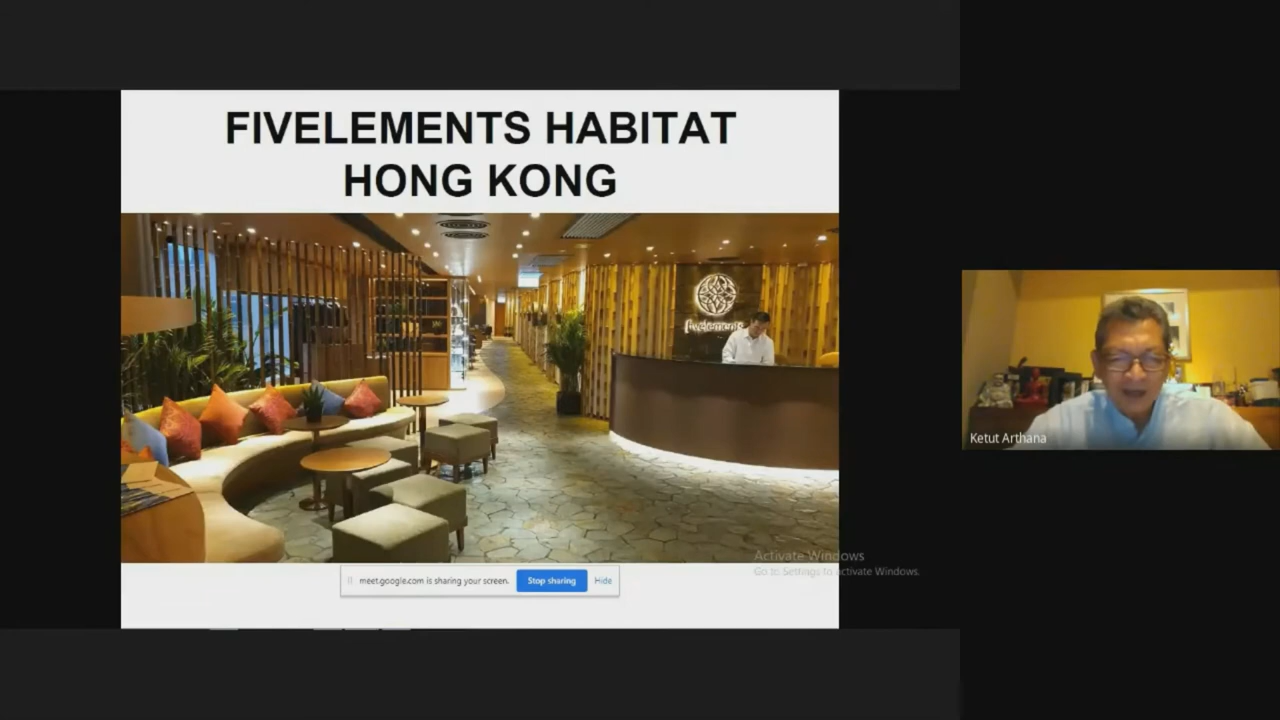 FIVELEMENTS HABITAT
HONG KONG
fivelements
Ketut Arthana
Activate Windows
Go to Settings to activate Windows.
meet.google.com is sharing your screen.
Stop sharing
Hide